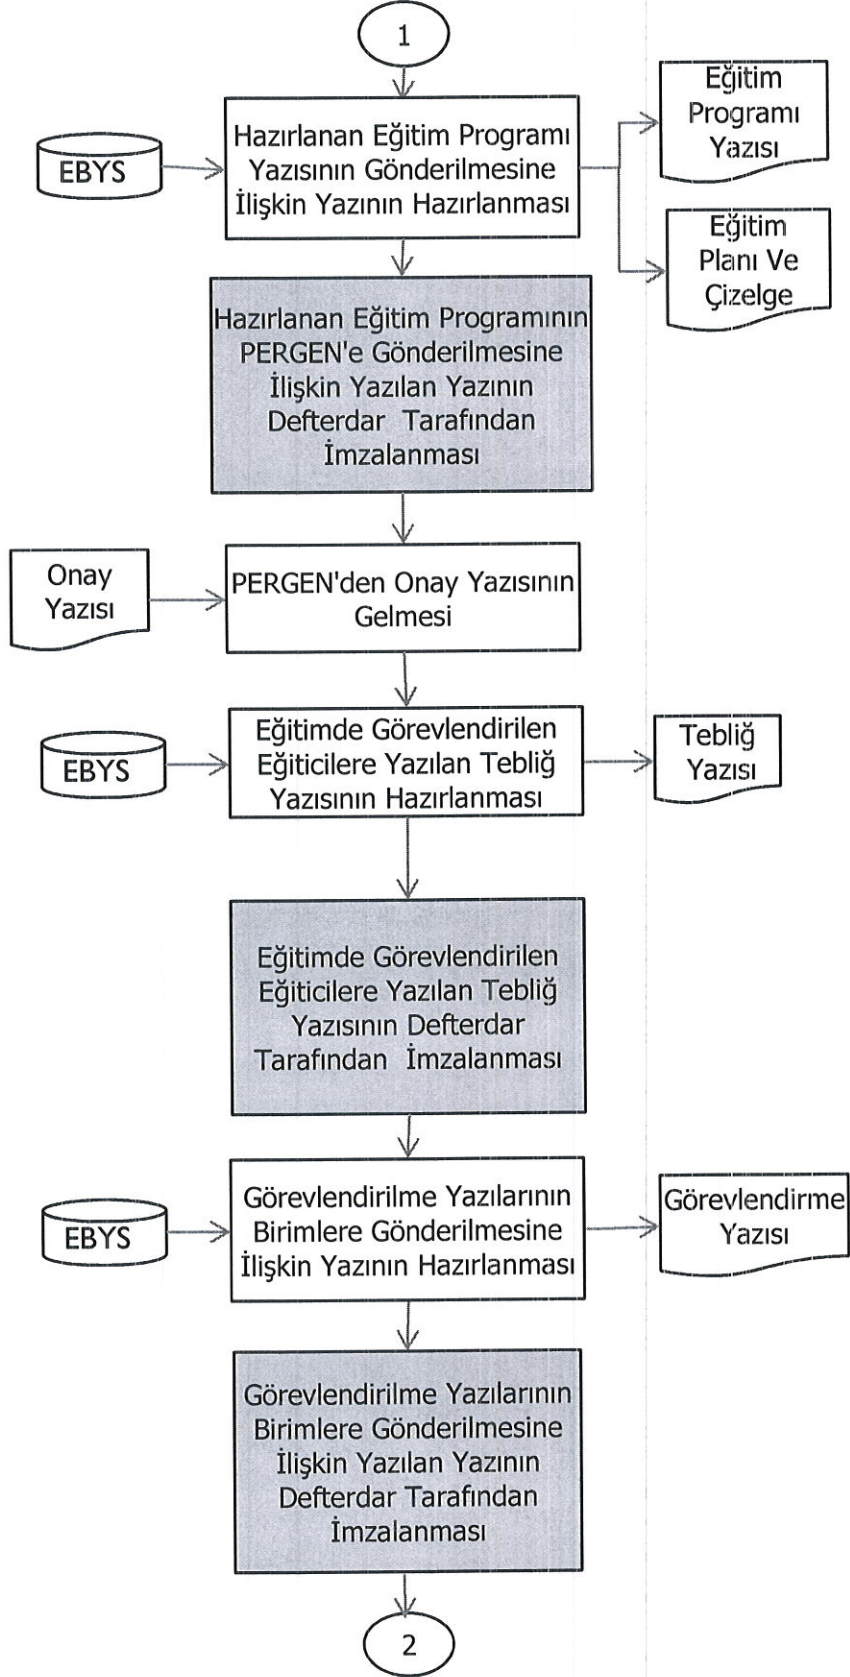 1
EBYS
Hazırlanan Eğitim Programı
Yazısının Gönderilmesine
İlişkin Yazının Hazırlanması
Eğitim
Programı
Yazısı
Eğitim
Planı Ve
Çizelge
Hazırlanan Eğitim Programının
PERGEN'e Gönderilmesine
İlişkin Yazılan Yazının
Defterdar Tarafından
İmzalanması
Onay
Yazısı
PERGEN'den Onay Yazısının
Gelmesi
EBYS
Eğitimde Görevlendirilen
Eğiticilere Yazılan Tebliğ
Yazısının Hazırlanması
Tebliğ
Yazısı
Eğitimde Görevlendirilen
Eğiticilere Yazılan Tebliğ
Yazısının Defterdar
Tarafından İmzalanması
EBYS
Görevlendirilme Yazılarının
Birimlere Gönderilmesine
İlişkin Yazının Hazırlanması
Görevlendirme
Yazısı
Görevlendirilme Yazılarının
Birimlere Gönderilmesine
İlişkin Yazılan Yazının
Defterdar Tarafından
İmzalanması
2